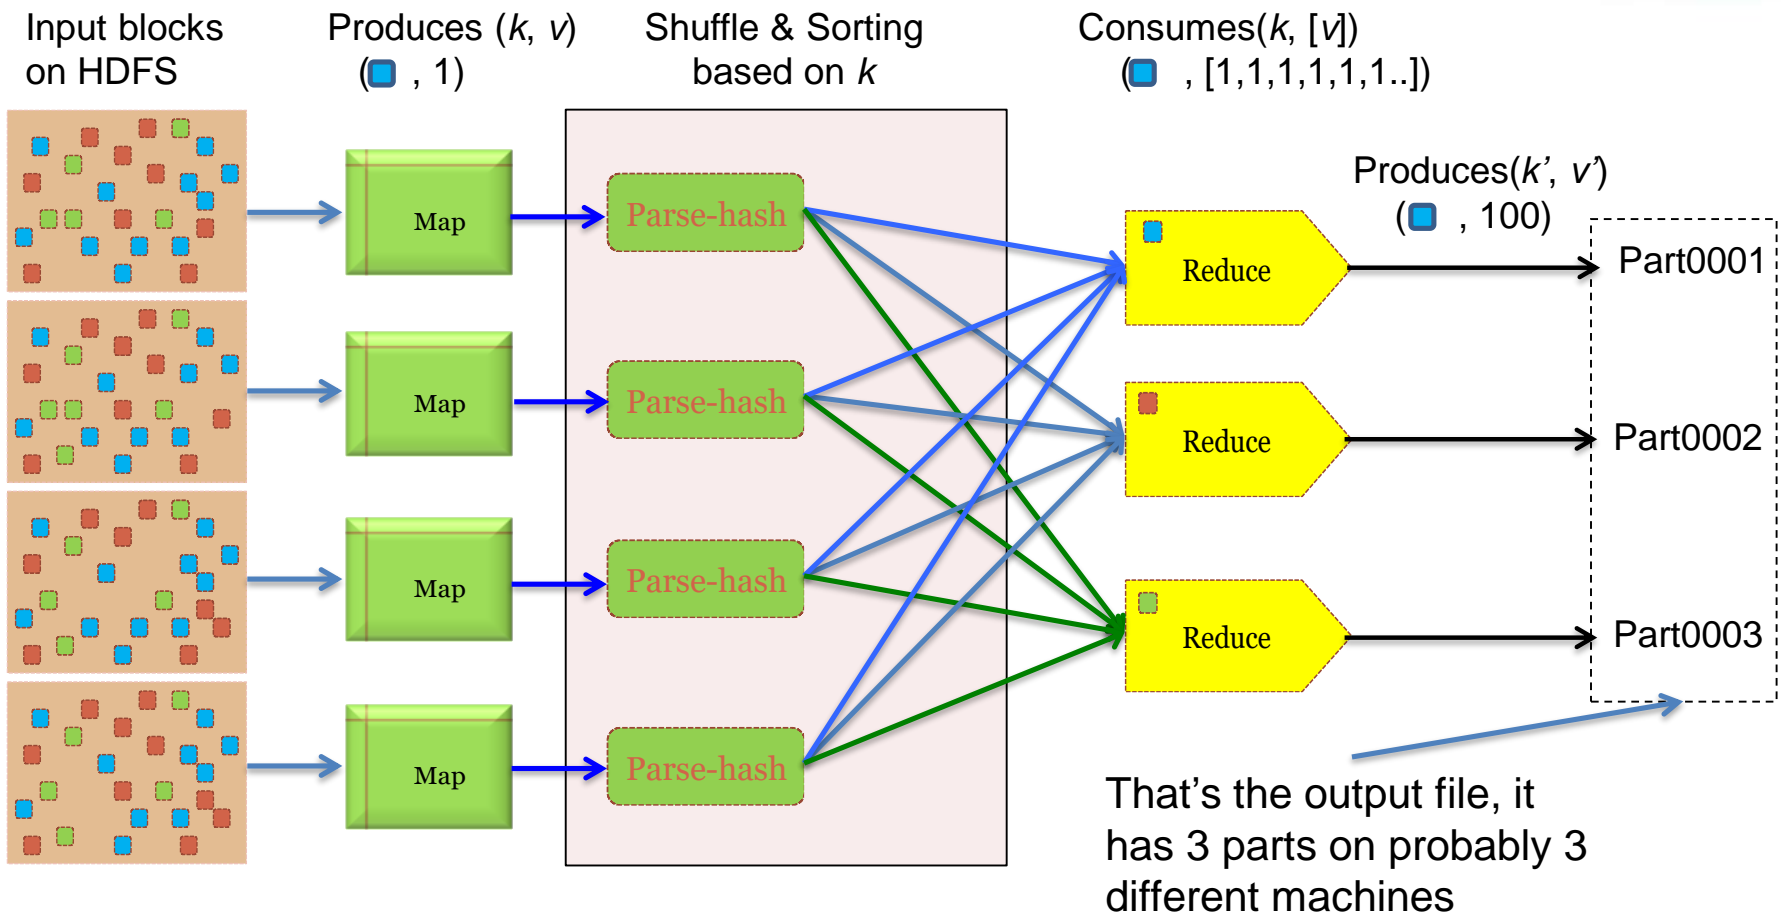 Input blocks
on HDFS
Produces (k, v)
( , 1)
Shuffle & Sorting
based on k
Consumes(k, [v])
( , [1,1,1,1,1,1..])
Produces(k’, v’)
( , 100)
Map
Parse-hash
Reduce
Part0001
Map
Parse-hash
Reduce
Part0002
Map
Parse-hash
Reduce
Part0003
Map
Parse-hash
That’s the output file, it
has 3 parts on probably 3
different machines